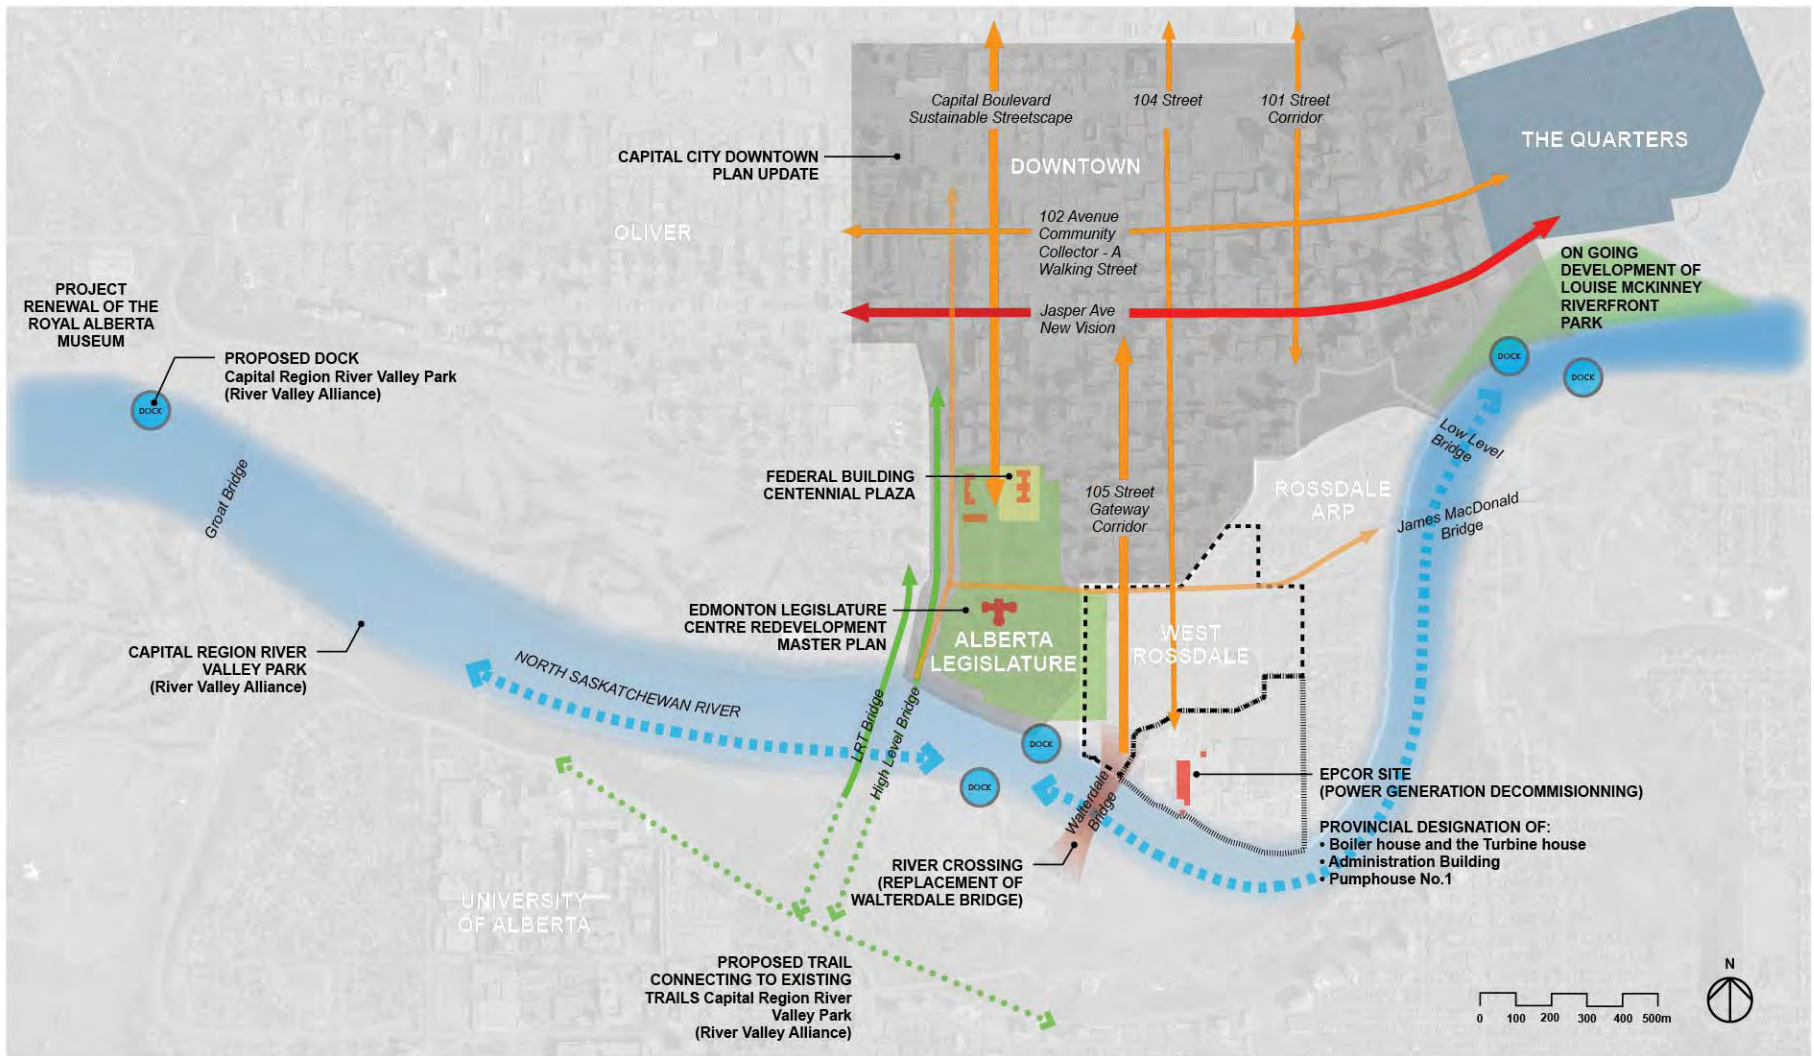 Capital Boulevard
Sustainable Streetscape
104 Street
101 Street
Corridor
THE QUARTERS
CAPITAL CITY DOWNTOWN
PLAN UPDATE
DOWNTOWN
OLIVER
102 Avenue
Community
Collector - A
Walking Street
ON GOING
DEVELOPMENT OF
LOUISE MCKINNEY
RIVERFRONT
PARK
PROJECT
RENEWAL OF THE
ROYAL ALBERTA
MUSEUM
Jasper Ave
New Vision
PROPOSED DOCK
Capital Region River Valley Park
(River Valley Alliance)
DOCK
DOCK
DOCK
Low Level
Bridge
Groat Bridge
FEDERAL BUILDING
CENTENNIAL PLAZA
105 Street
Gateway
Corridor
ROSSDALE
ARP
James MacDonald
Bridge
EDMONTON LEGISLATURE
CENTRE REDEVELOPMENT
MASTER PLAN
ALBERTA
LEGISLATURE
WEST
ROSSDALE
CAPITAL REGION RIVER
VALLEY PARK
(River Valley Alliance)
NORTH SASKATCHEWAN RIVER
LRT Bridge
High Level Bridge
DOCK
DOCK
Walterdale
Bridge
EPCOR SITE
(POWER GENERATION DECOMMISIONNING)
PROVINCIAL DESIGNATION OF:
• Boiler house and the Turbine house
• Administration Building
• Pumphouse No.1
RIVER CROSSING
(REPLACEMENT OF
WALTERDALE BRIDGE)
UNIVERSITY
OF ALBERTA
PROPOSED TRAIL
CONNECTING TO EXISTING
TRAILS Capital Region River
Valley Park
(River Valley Alliance)
N
0 100 200 300 400 500m